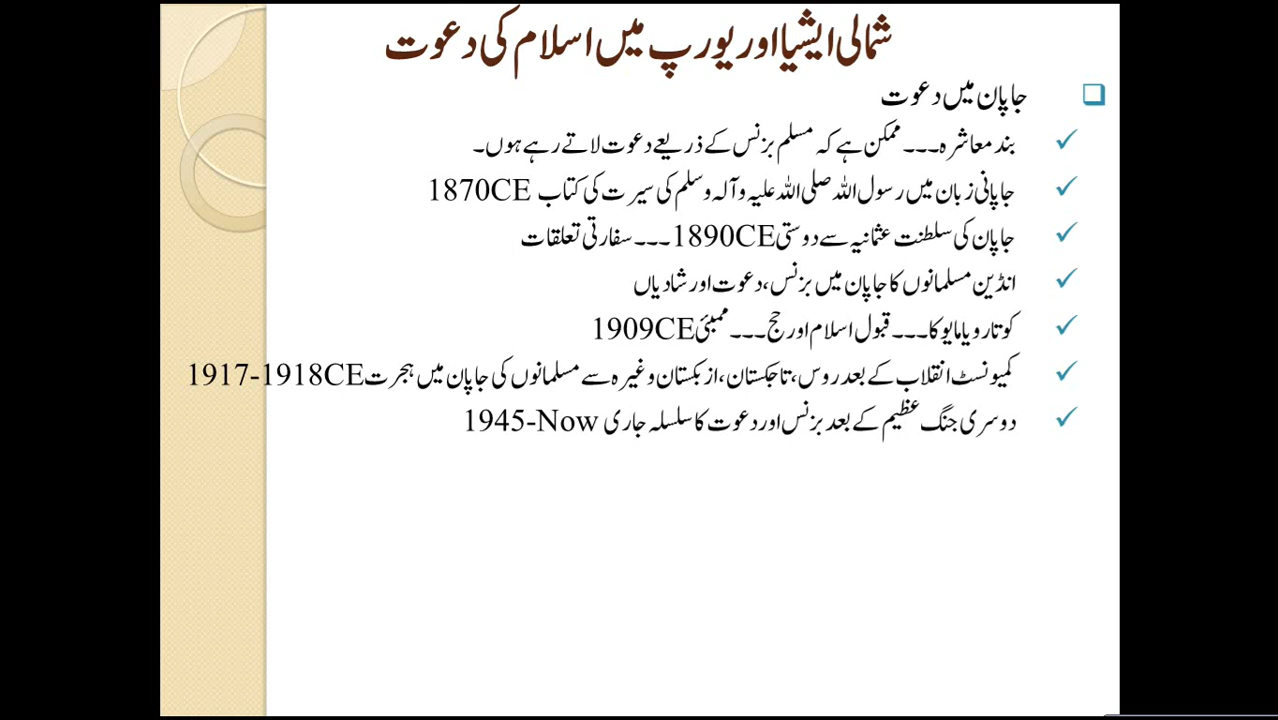 شمالی ایشیا اور یورپ میں اسلام کی دعوت
جاپان میں دعوت
بند معاشرہ۔۔۔ ممکن ہے کہ مسلم بزنس کے ذریعے دعوت لاتے رہے ہوں۔
جاپانی زبان میں رسول اللہ صلی اللہ علیہ وآلہ وسلم کی سیرت کی کتاب 1870CE
جاپان کی سلطنت عثمانیہ سے دوستی 1890CE۔۔۔ سفارتی تعلقات
انڈین مسلمانوں کا جاپان میں بزنس، دعوت اور شادیاں
کوتارو یامایوکا۔۔۔ قبول اسلام اور حج۔۔۔ ممبئی 1909CE
کمیونسٹ انقلاب کے بعد روس، تاجکستان، ازبکستان وغیرہ سے مسلمانوں کی جاپان میں ہجرت 1917-1918CE
دوسری جنگ عظیم کے بعد بزنس اور دعوت کا سلسلہ جاری 1945-Now